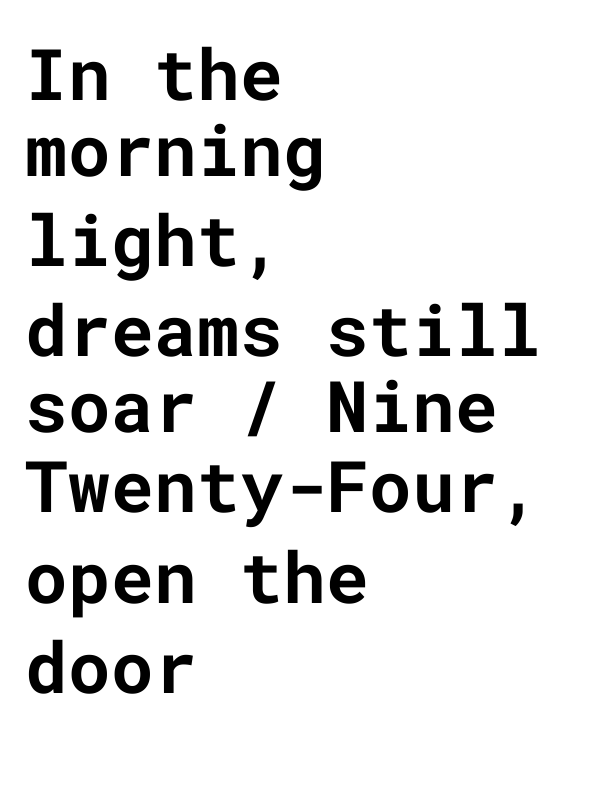 In the
morning
light,
dreams still
soar / Nine
Twenty-Four,
open the
door